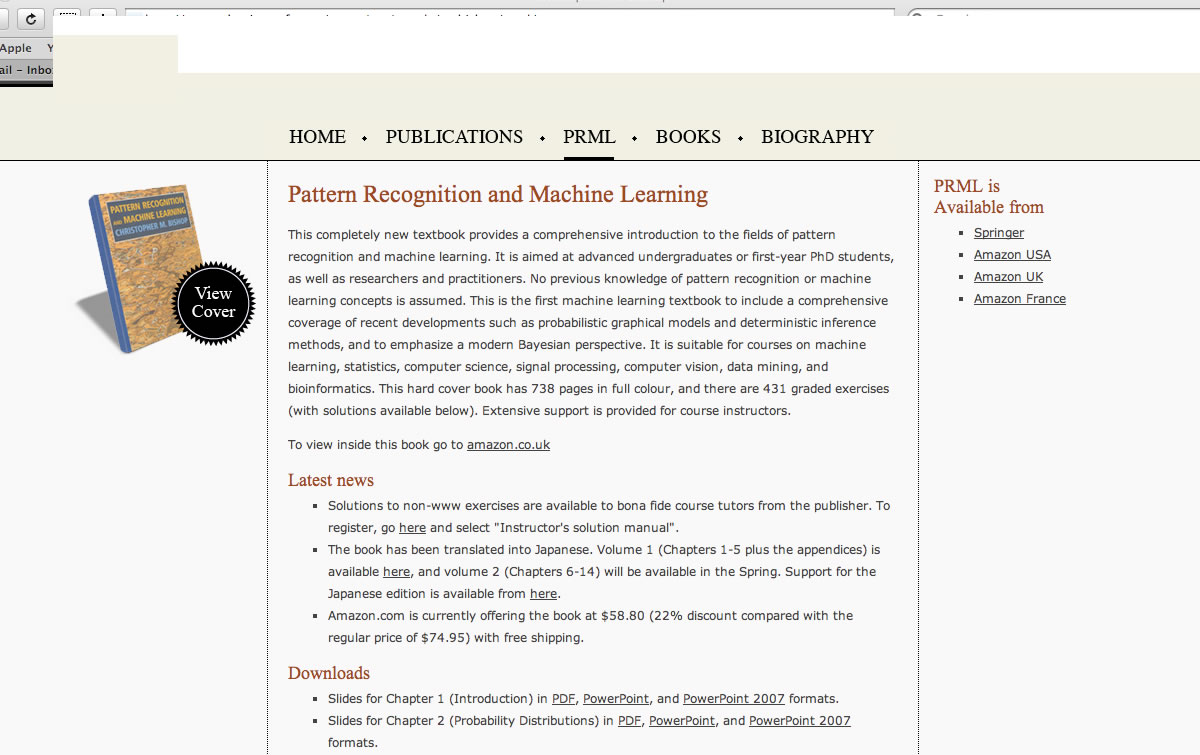 Apple
ail – Inbo
HOME • PUBLICATIONS • PRML • BOOKS • BIOGRAPHY
PATTERN RECOGNITION
AND MACHINE LEARNING
CHRISTOPHER M. BISHOP
View
Cover
Pattern Recognition and Machine Learning
This completely new textbook provides a comprehensive introduction to the fields of pattern
recognition and machine learning. It is aimed at advanced undergraduates or first-year PhD students,
as well as researchers and practitioners. No previous knowledge of pattern recognition or machine
learning concepts is assumed. This is the first machine learning textbook to include a comprehensive
coverage of recent developments such as probabilistic graphical models and deterministic inference
methods, and to emphasize a modern Bayesian perspective. It is suitable for courses on machine
learning, statistics, computer science, signal processing, computer vision, data mining, and
bioinformatics. This hard cover book has 738 pages in full colour, and there are 431 graded exercises
(with solutions available below). Extensive support is provided for course instructors.
To view inside this book go to amazon.co.uk
Latest news
Solutions to non-www exercises are available to bona fide course tutors from the publisher. To
register, go here and select "Instructor's solution manual".
The book has been translated into Japanese. Volume 1 (Chapters 1-5 plus the appendices) is
available here, and volume 2 (Chapters 6-14) will be available in the Spring. Support for the
Japanese edition is available from here.
Amazon.com is currently offering the book at $58.80 (22% discount compared with the
regular price of $74.95) with free shipping.
Downloads
Slides for Chapter 1 (Introduction) in PDF, PowerPoint, and PowerPoint 2007 formats.
Slides for Chapter 2 (Probability Distributions) in PDF, PowerPoint, and PowerPoint 2007
formats.
PRML is
Available from
Springer
Amazon USA
Amazon UK
Amazon France